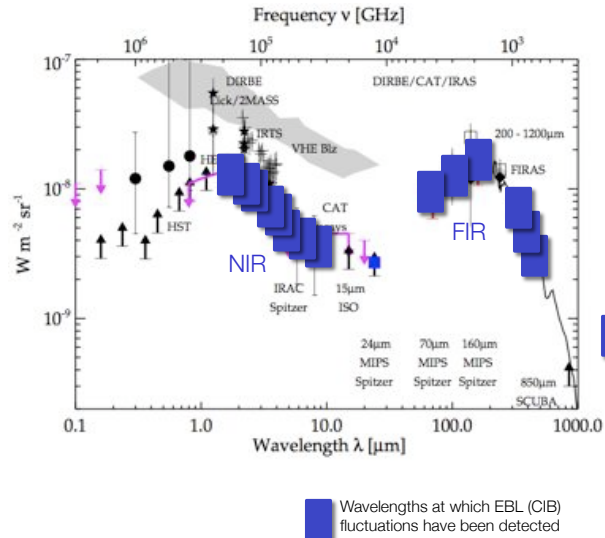 Frequency ν [GHz]
10⁶ 10⁵ 10⁴ 10³
10⁻⁷
DIRBE
DIRBE/CAT/IRAS
Lick/2MASS
IRTS
200 - 1200µm
VHE Blz
FIRAS
10⁻⁸
HST
CAT
NIR
FIR
IRAC
Spitzer
15µm
ISO
10⁻⁹
24µm 70µm 160µm
MIPS MIPS MIPS
Spitzer Spitzer Spitzer
850µm
SCUBA
W m⁻² sr⁻¹
0.1 1.0 10.0 100.0 1000.0
Wavelength λ [µm]
Wavelengths at which EBL (CIB)
fluctuations have been detected